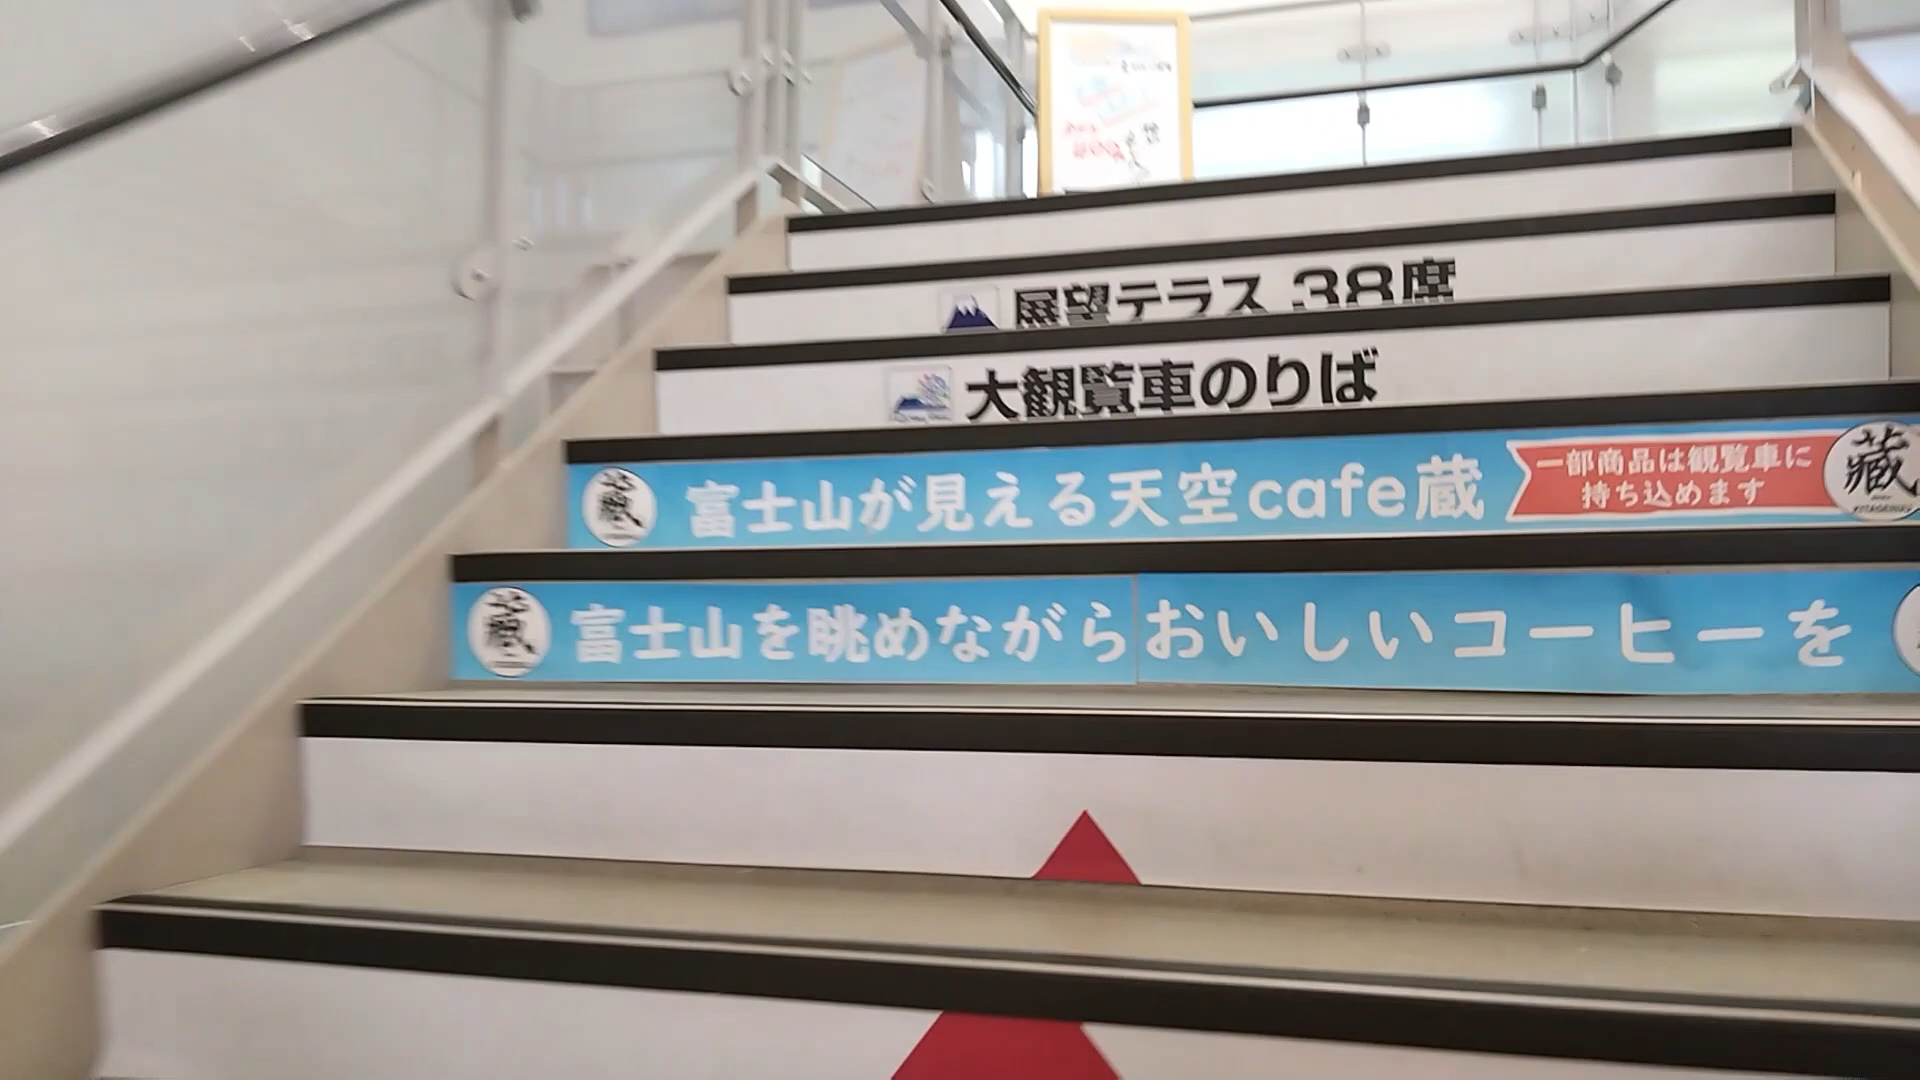 展望テラス 38席
大観覧車のりば
蔵 富士山が見える天空cafe蔵
一部商品は観覧車に
持ち込めます
藏
蔵 富士山を眺めながらおいしいコーヒーを